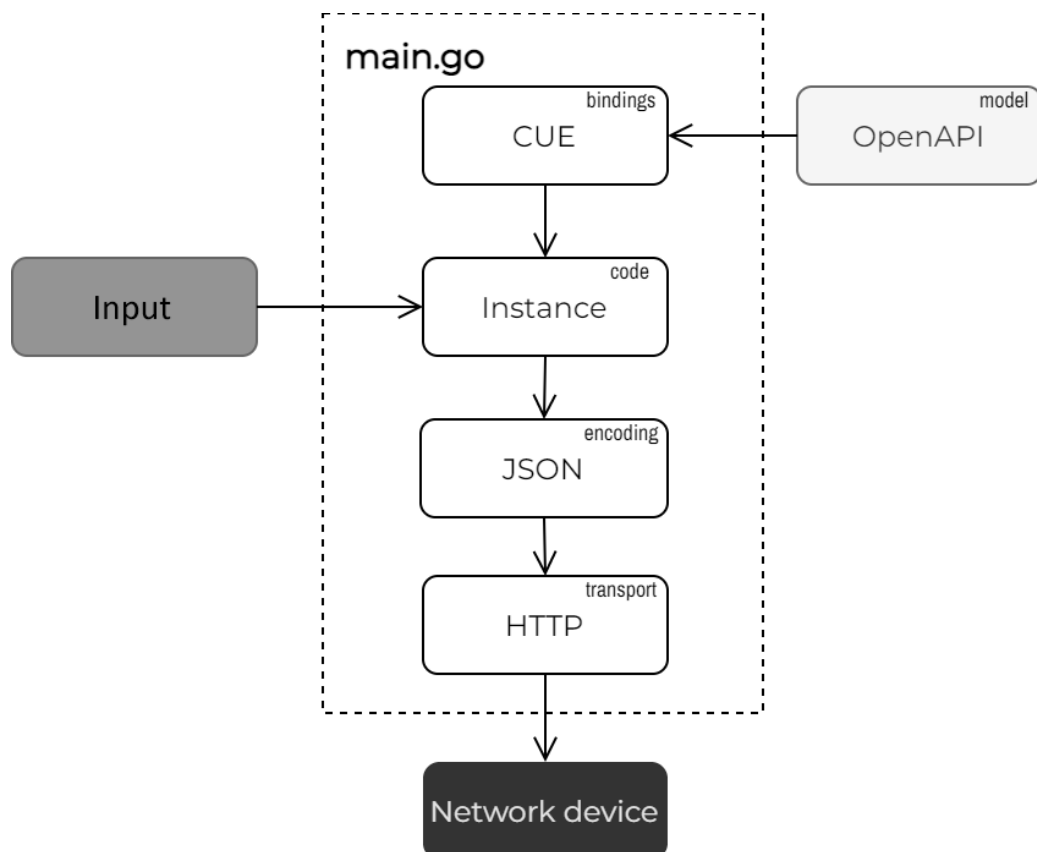 main.go
bindings
CUE
model
OpenAPI
Input
code
Instance
encoding
JSON
transport
HTTP
Network device